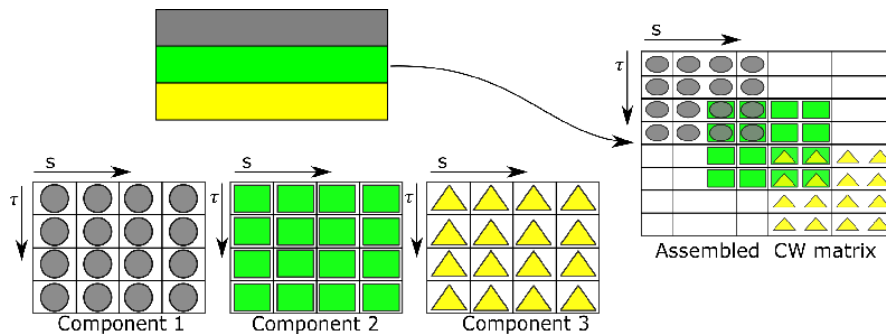 s
τ
s
τ
s
τ
s
τ
Assembled CW matrix
Component 1
Component 2
Component 3